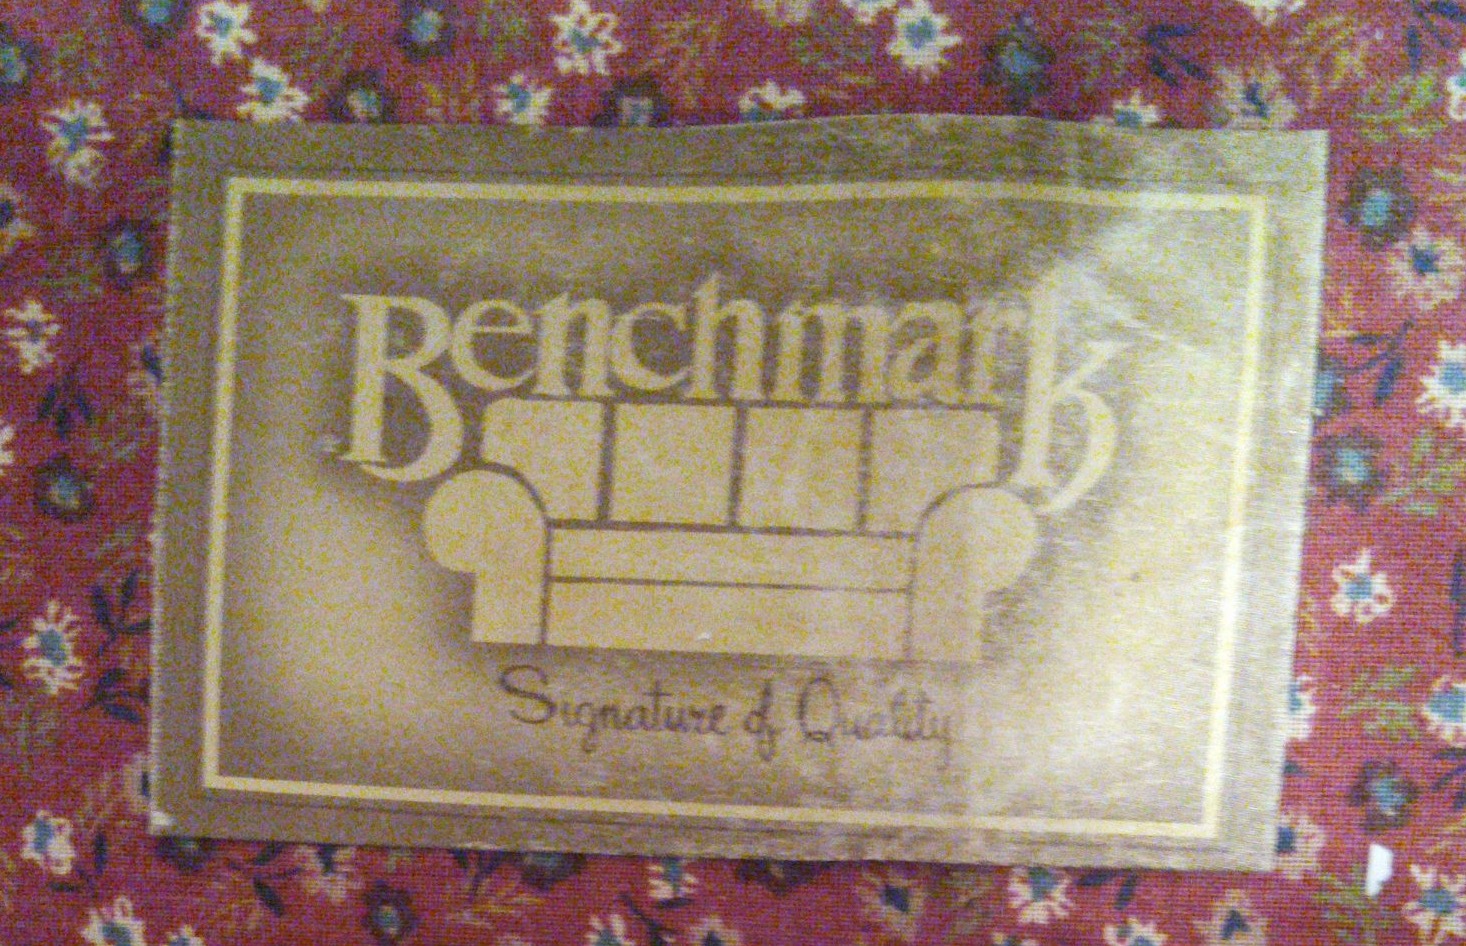 Benchmark
Signature of Quality